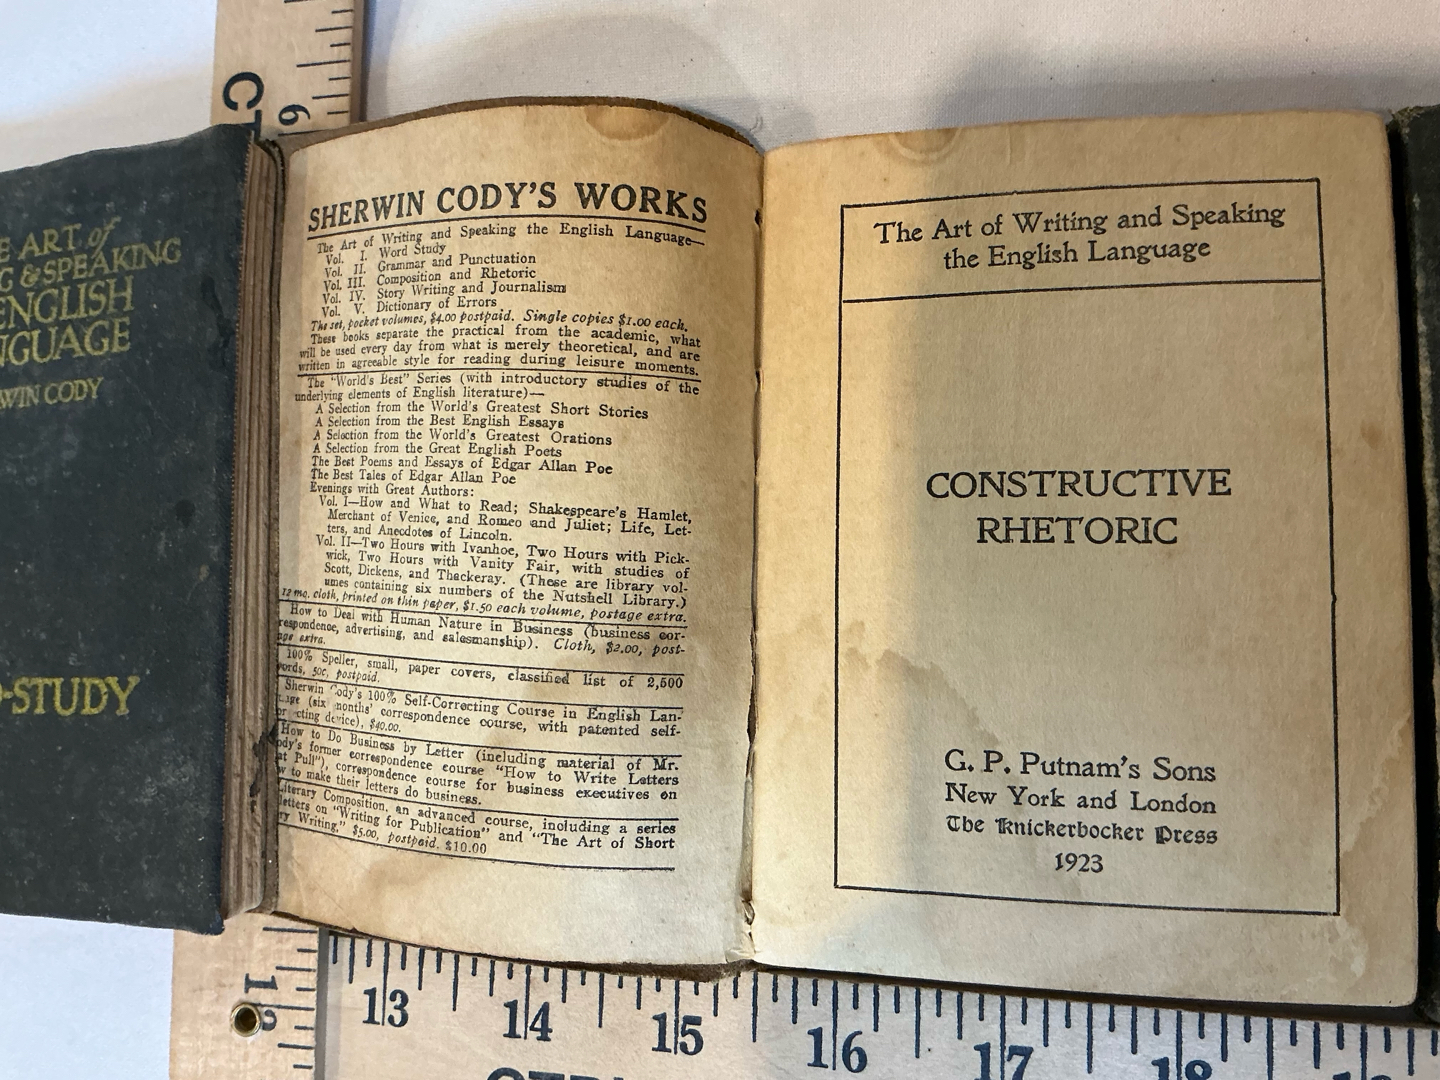 E ART of
G & SPEAKING
ENGLISH
NGUAGE
WIN CODY
-STUDY
SHERWIN CODY'S WORKS
The Art of Writing and Speaking the English Language—
Vol. I. Word Study
Vol. II. Grammar and Punctuation
Vol. III. Composition and Rhetoric
Vol. IV. Story Writing and Journalism
Vol. V. Dictionary of Errors
The set, pocket volumes, $4.00 postpaid. Single copies $1.00 each.
These books separate the practical from the academic, what
will be used every day from what is merely theoretical, and are
written in agreeable style for reading during leisure moments.
The "World's Best" Series (with introductory studies of the
underlying elements of English literature)—
A Selection from the World's Greatest Short Stories
A Selection from the Best English Essays
A Selection from the World's Greatest Orations
A Selection from the Great English Poets
The Best Poems and Essays of Edgar Allan Poe
The Best Tales of Edgar Allan Poe
Evenings with Great Authors:
Vol. I—How and What to Read; Shakespeare's Hamlet,
Merchant of Venice, and Romeo and Juliet; Life, Let-
ters, and Anecdotes of Lincoln.
Vol. II—Two Hours with Ivanhoe, Two Hours with Pick-
wick, Two Hours with Vanity Fair, with studies of
Scott, Dickens, and Thackeray. (These are library vol-
umes containing six numbers of the Nutshell Library.)
12 mo. cloth, printed on thin paper, $1.50 each volume, postage extra.
How to Deal with Human Nature in Business (business cor-
respondence, advertising, and salesmanship). Cloth, $2.00, post-
age extra.
100% Speller, small, paper covers, classified list of 2,500
words, 50c, postpaid.
Sherwin Cody's 100% Self-Correcting Course in English Lan-
uage (six months' correspondence course, with patented self-
or cting device), $40.00.
How to Do Business by Letter (including material of Mr.
ody's former correspondence course "How to Write Letters
at Pull"), correspondence course for business executives on
w to make their letters do business.
Literary Composition, an advanced course, including a series
letters on "Writing for Publication" and "The Art of Short
ry Writing," $5.00, postpaid. $10.00
The Art of Writing and Speaking
the English Language
CONSTRUCTIVE
RHETORIC
G. P. Putnam's Sons
New York and London
The Knickerbocker Press
1923
13 14 15 16 17 18
6